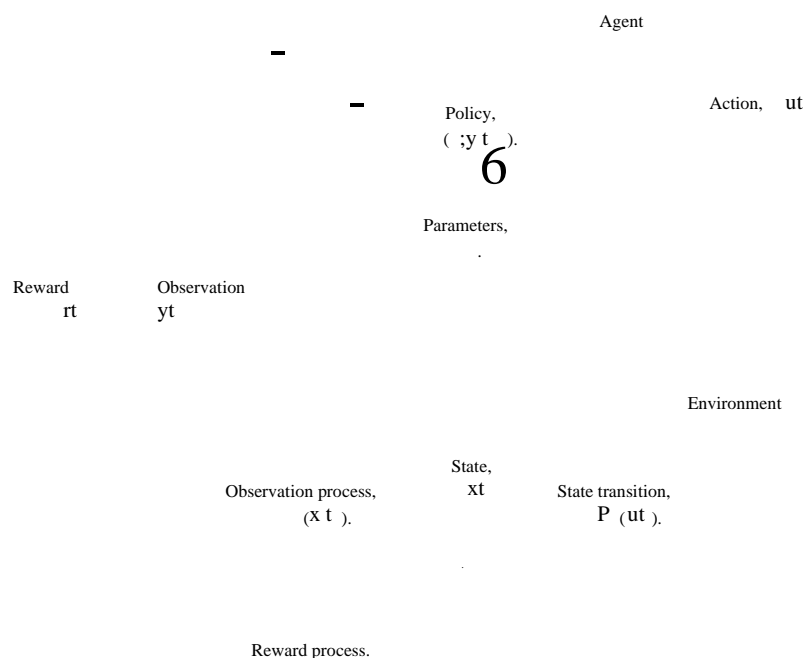 Agent
-
-
Policy,
( ;y t ).
Action, ut
6
Parameters,
.
Reward
rt
Observation
yt
Environment
State,
xt
Observation process,
(x t ).
State transition,
P (ut ).
.
Reward process.